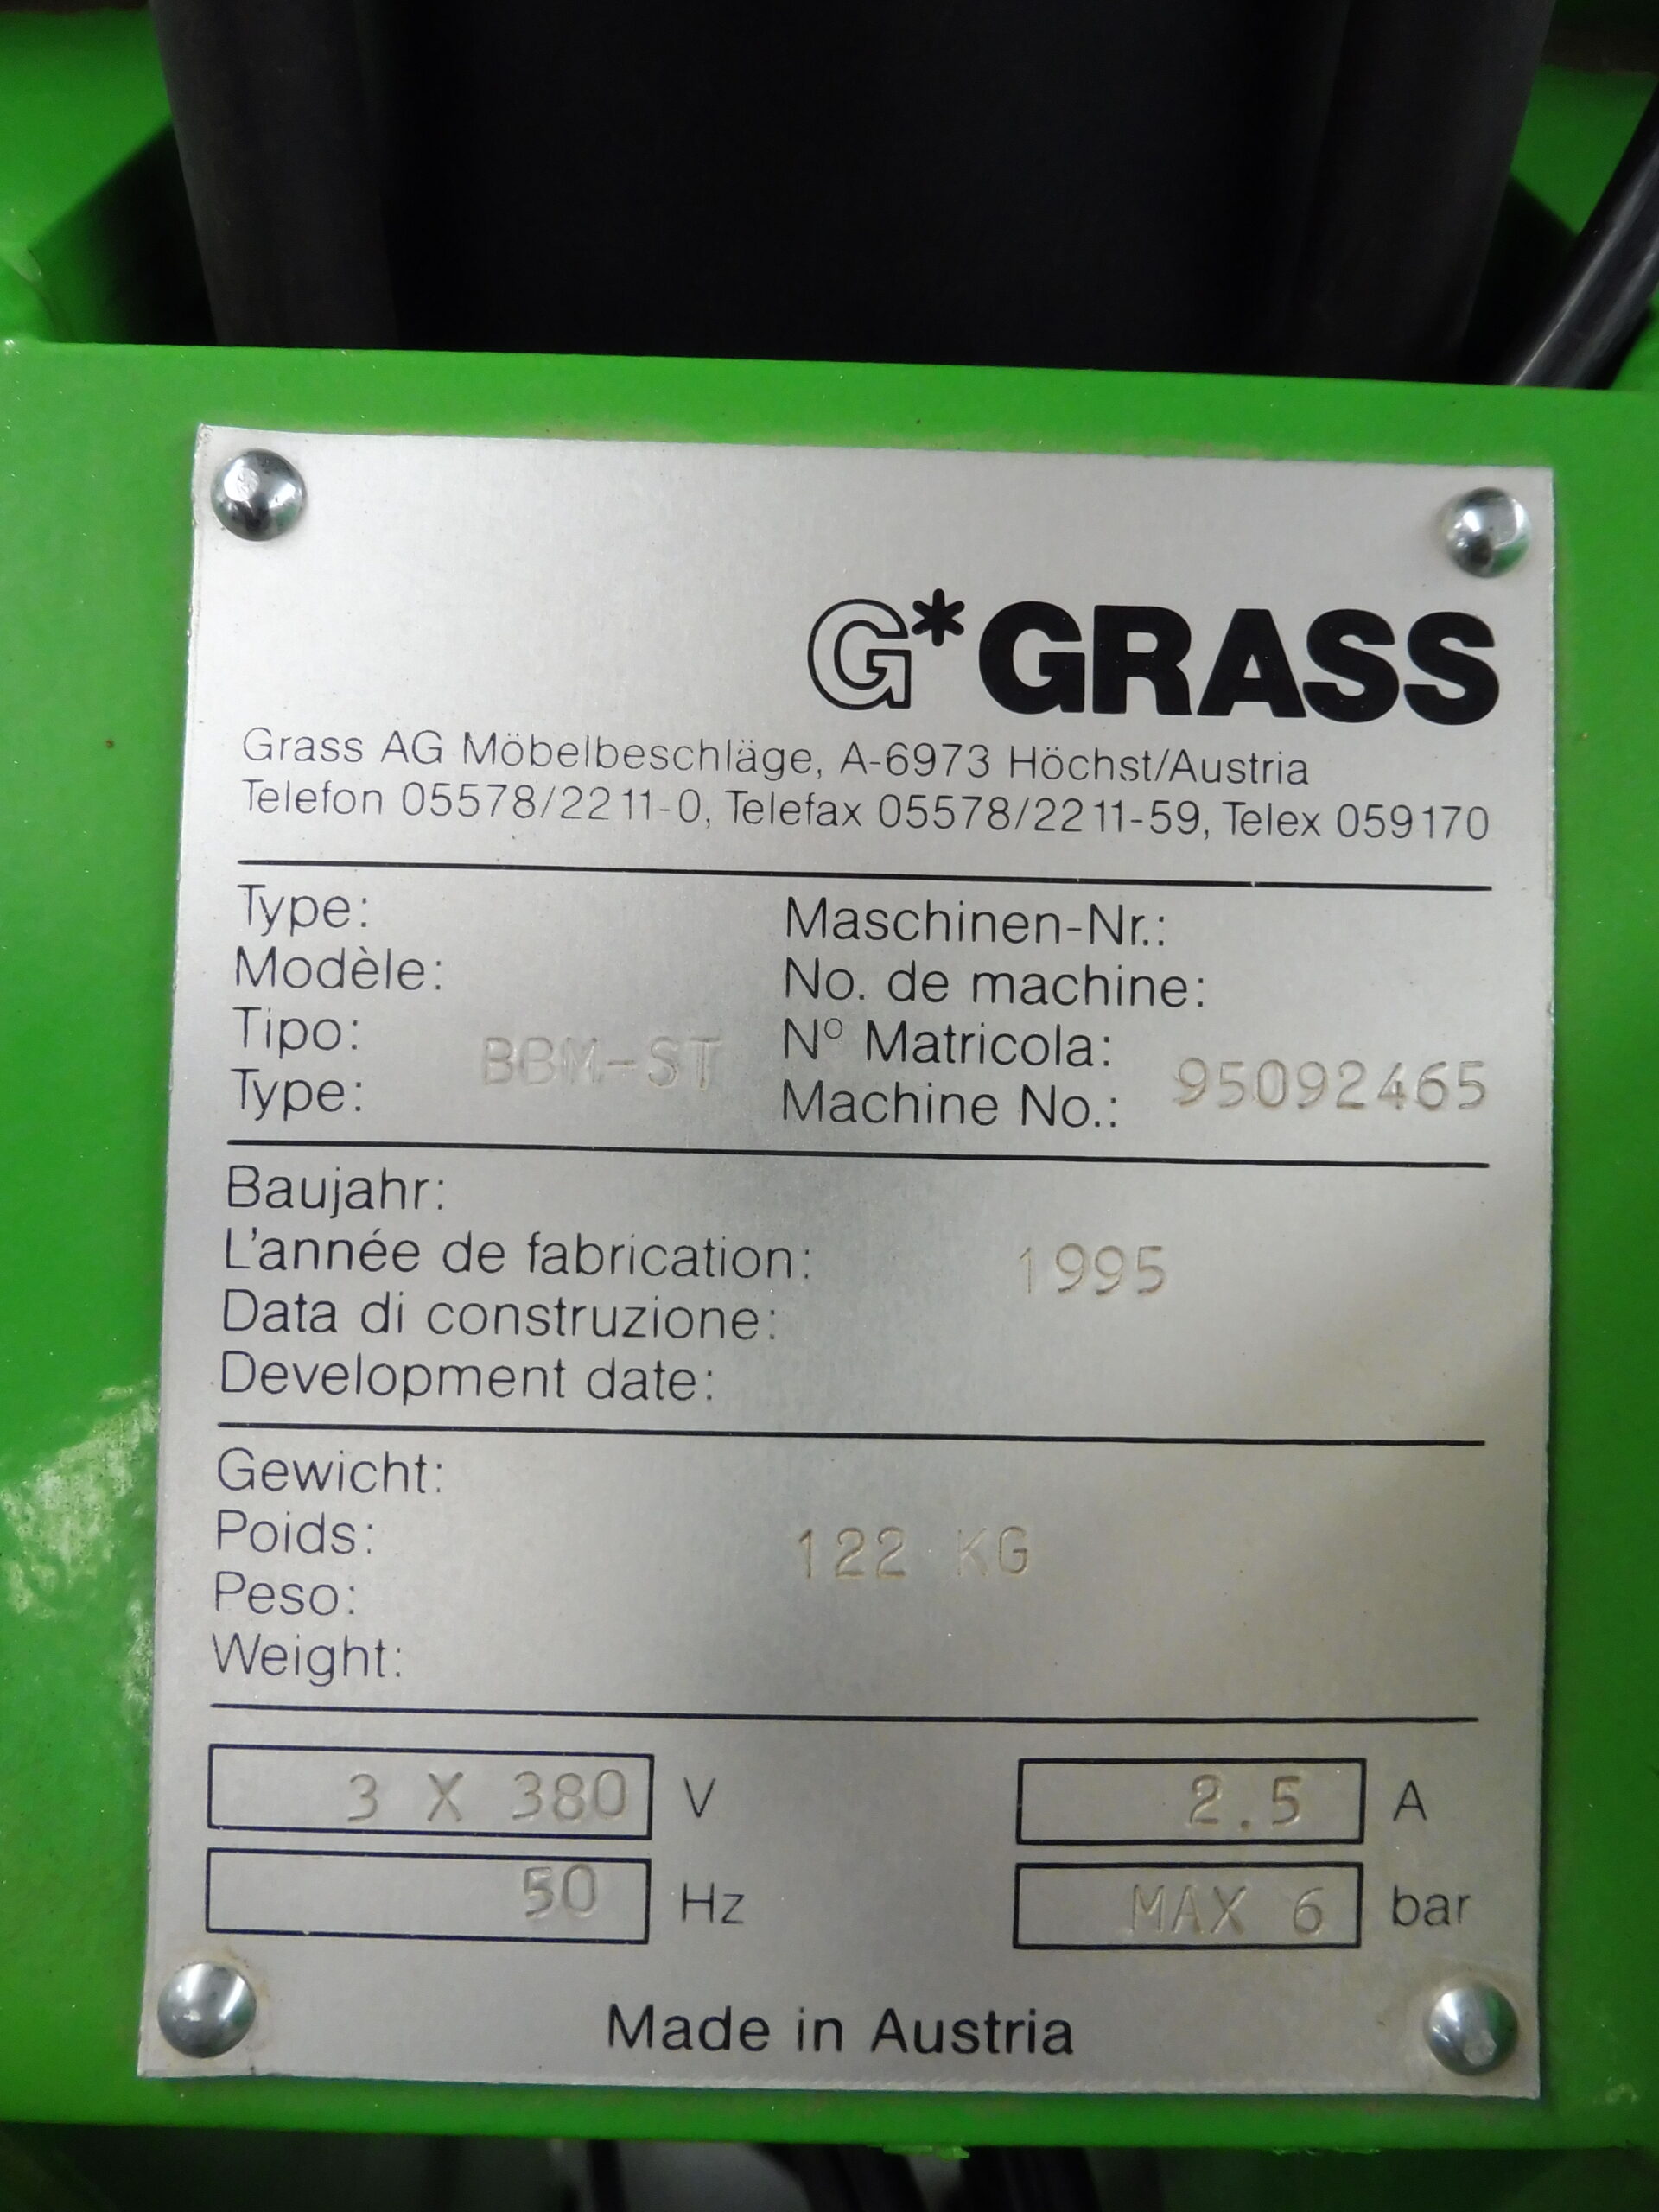 G*GRASS
Grass AG Möbelbeschläge, A-6973 Höchst/Austria
Telefon 05578/2211-0, Telefax 05578/2211-59, Telex 059170
Type:
Modèle:
Tipo:
Type:
BBM-ST
Maschinen-Nr.:
No. de machine:
Nº Matricola:
Machine No.:
95092465
Baujahr:
L'année de fabrication:
Data di construzione:
Development date:
1995
Gewicht:
Poids:
Peso:
Weight:
122 KG
3 X 380 V
2.5 A
50 Hz
MAX 6 bar
Made in Austria